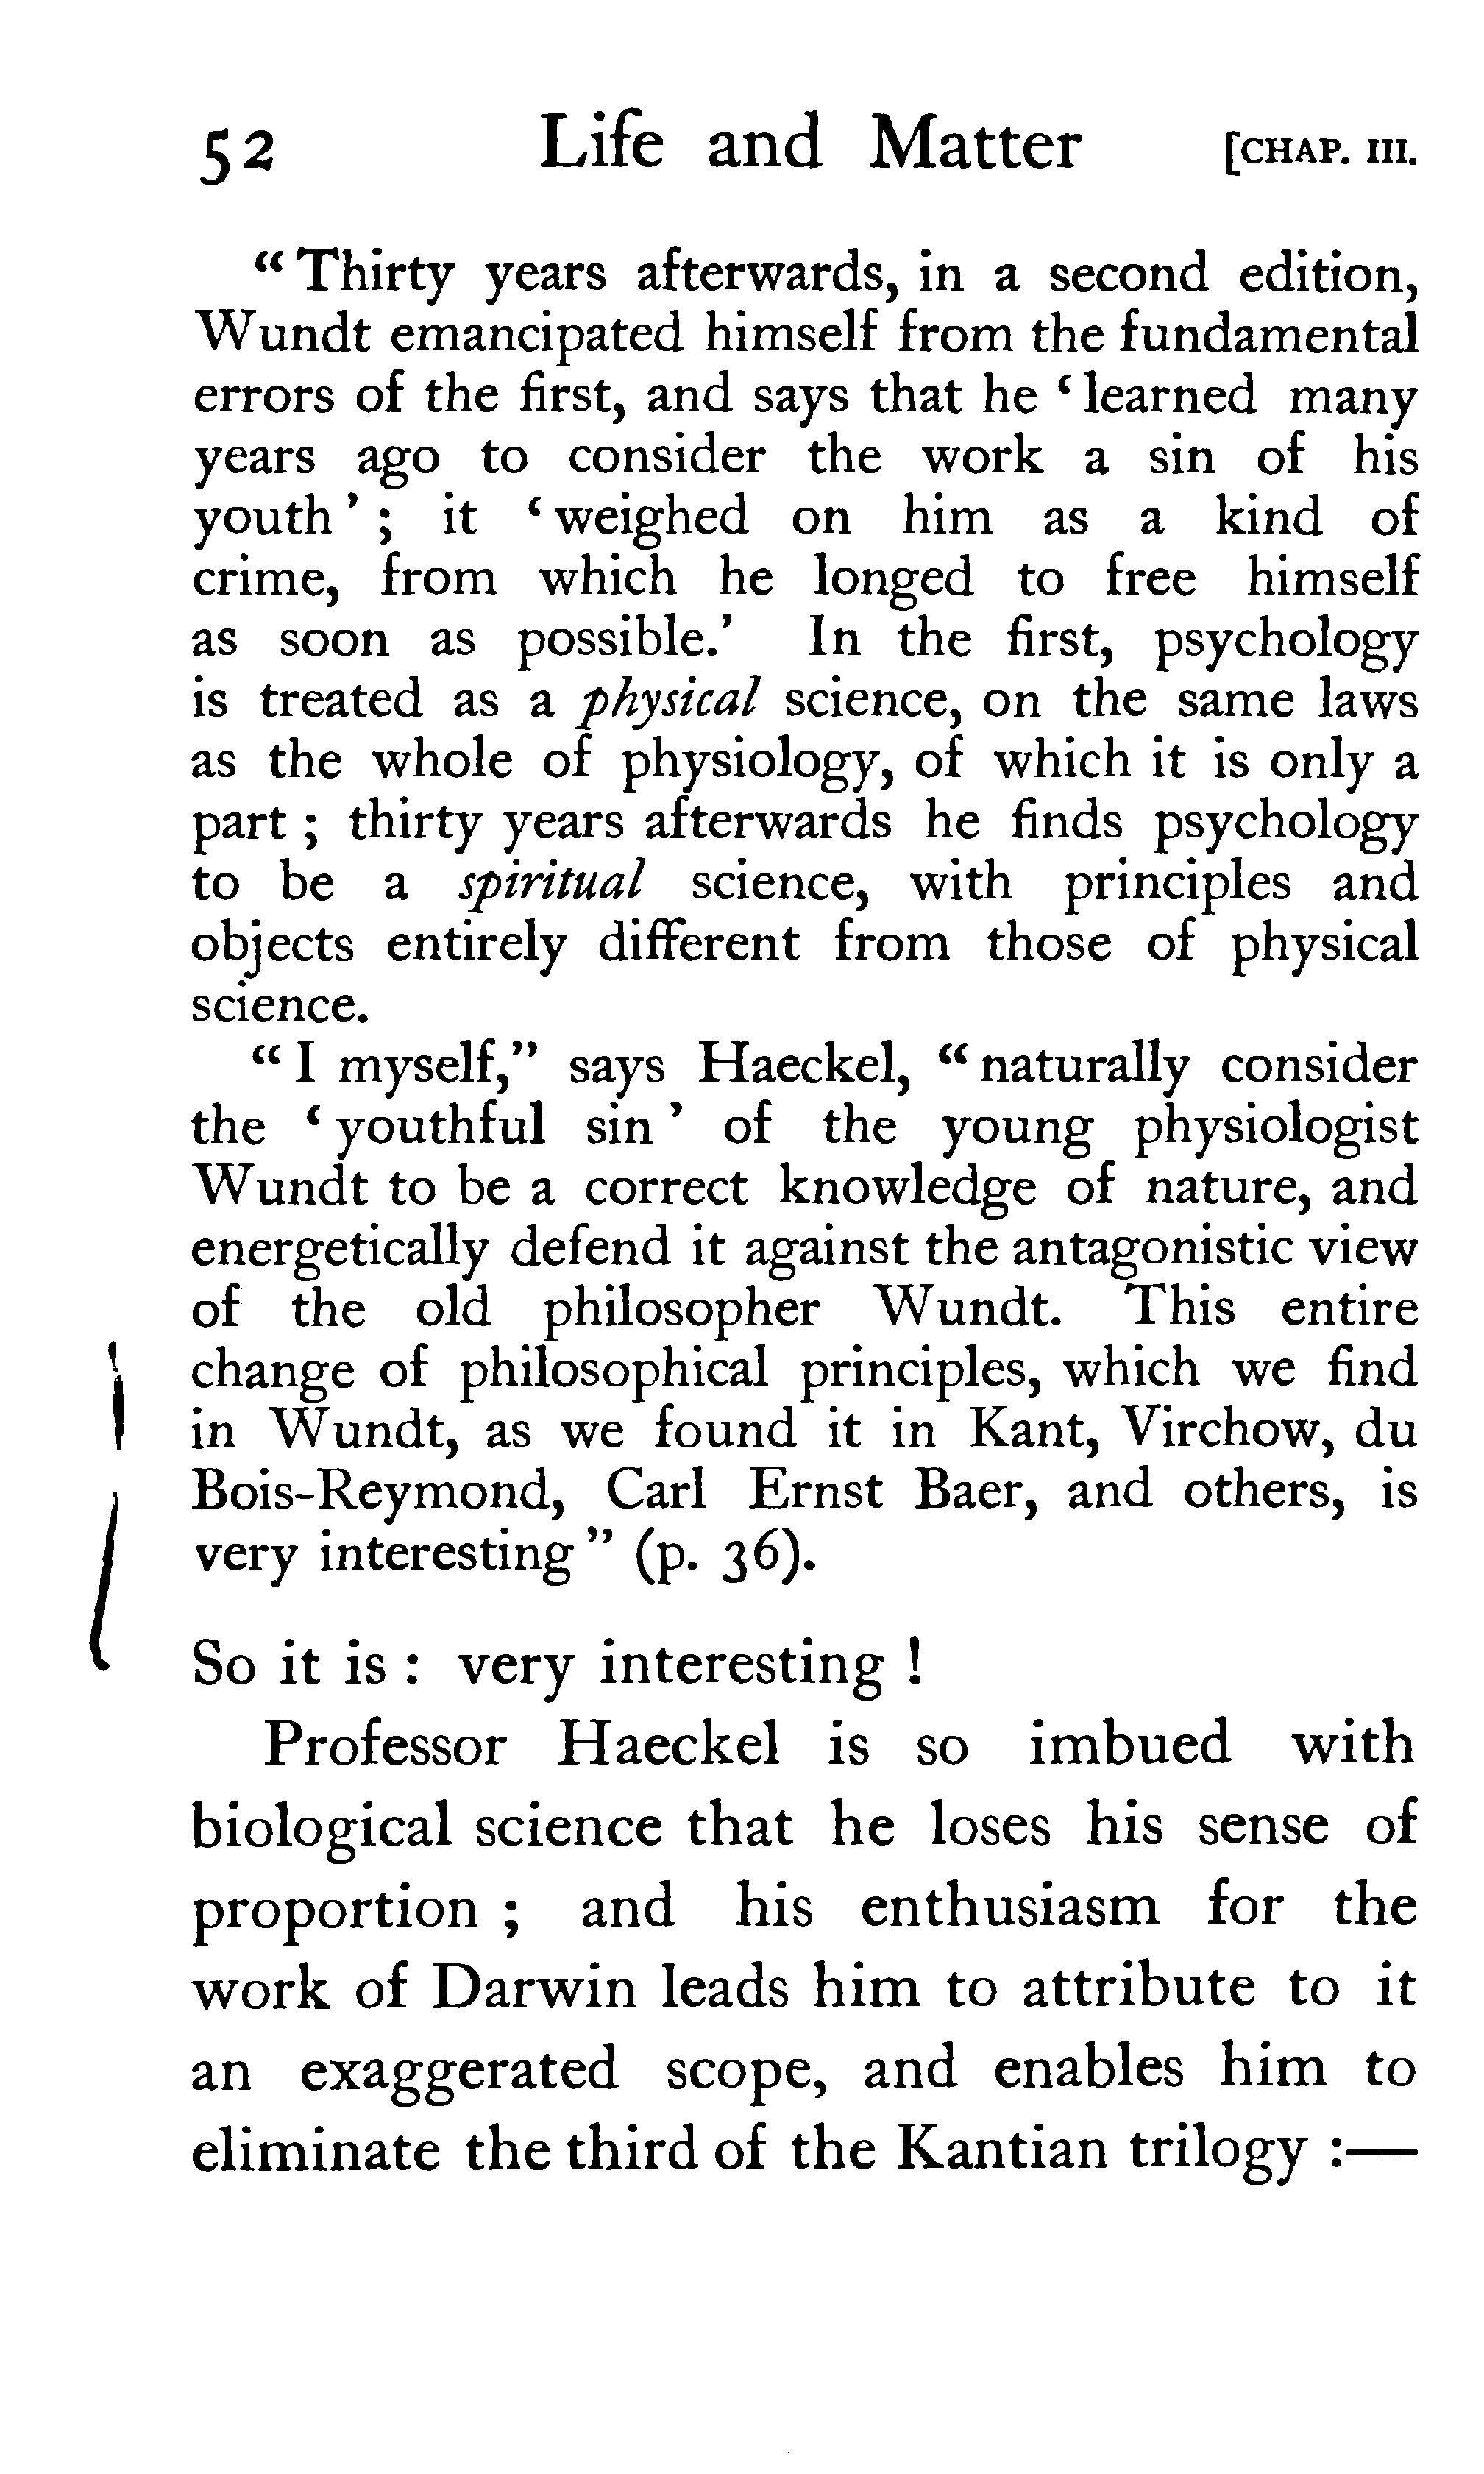 52 Life and Matter [CHAP. III.
“ Thirty years afterwards, in a second edition,
Wundt emancipated himself from the fundamental
errors of the first, and says that he ‘ learned many
years ago to consider the work a sin of his
youth ’ ; it ‘ weighed on him as a kind of
crime, from which he longed to free himself
as soon as possible.’ In the first, psychology
is treated as a physical science, on the same laws
as the whole of physiology, of which it is only a
part ; thirty years afterwards he finds psychology
to be a spiritual science, with principles and
objects entirely different from those of physical
science.
“ I myself,” says Haeckel, “ naturally consider
the ‘ youthful sin ’ of the young physiologist
Wundt to be a correct knowledge of nature, and
energetically defend it against the antagonistic view
of the old philosopher Wundt. This entire
change of philosophical principles, which we find
in Wundt, as we found it in Kant, Virchow, du
Bois-Reymond, Carl Ernst Baer, and others, is
very interesting ” (p. 36).
So it is : very interesting !
Professor Haeckel is so imbued with
biological science that he loses his sense of
proportion ; and his enthusiasm for the
work of Darwin leads him to attribute to it
an exaggerated scope, and enables him to
eliminate the third of the Kantian trilogy :—